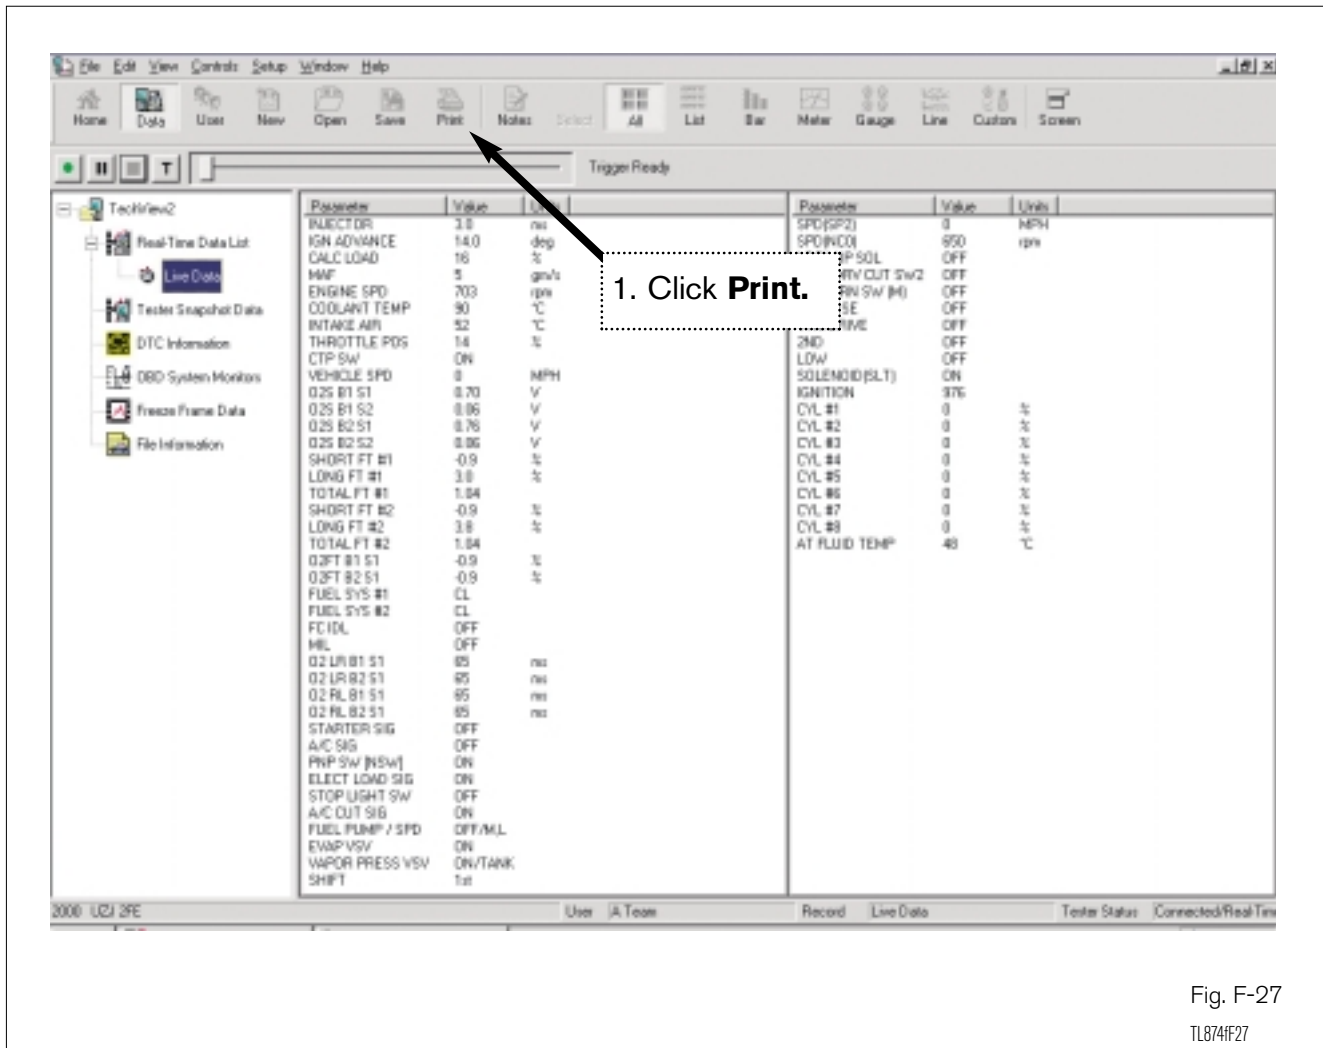 File Edit View Controls Setup Window Help
Home Data User New Open Save Print Notes Select All List Bar Meter Gauge Line Custom Screen
T Trigger Ready
TechView2
Real-Time Data List
Live Data
Tester Snapshot Data
DTC Information
OBD System Monitors
Freeze Frame Data
File Information
Parameter Value Units
INJECTOR 3.0 ms
IGN ADVANCE 14.0 deg
CALC LOAD 16 %
MAF 5 gm/s
ENGINE SPD 703 rpm
COOLANT TEMP 90 °C
INTAKE AIR 52 °C
THROTTLE POS 14 %
CTP SW ON
VEHICLE SPD 0 MPH
O2S B1 S1 0.70 V
O2S B1 S2 0.06 V
O2S B2 S1 0.76 V
O2S B2 S2 0.06 V
SHORT FT #1 -0.9 %
LONG FT #1 3.0 %
TOTAL FT #1 1.04
SHORT FT #2 -0.9 %
LONG FT #2 3.8 %
TOTAL FT #2 1.04
O2FT B1 S1 -0.9 %
O2FT B2 S1 -0.9 %
FUEL SYS #1 CL
FUEL SYS #2 CL
FC IDL OFF
MIL OFF
O2 LR B1 S1 65 ms
O2 LR B2 S1 65 ms
O2 RL B1 S1 65 ms
O2 RL B2 S1 65 ms
STARTER SIG OFF
A/C SIG OFF
PNP SW [NSW] ON
ELECT LOAD SIG ON
STOP LIGHT SW OFF
A/C CUT SIG ON
FUEL PUMP / SPD OFF/M,L
EVAP VSV ON
VAPOR PRESS VSV ON/TANK
SHIFT 1st
1. Click Print.
Parameter Value Units
SPD(SP2) 0 MPH
SPD(NC0) 650 rpm
P SOL OFF
RV CUT SW2 OFF
RN SW (M) OFF
SE OFF
RIVE OFF
2ND OFF
LOW OFF
SOLENOID(SLT) ON
IGNITION 976
CYL #1 0 %
CYL #2 0 %
CYL #3 0 %
CYL #4 0 %
CYL #5 0 %
CYL #6 0 %
CYL #7 0 %
CYL #8 0 %
AT FLUID TEMP 48 °C
2000 UZJ 2FE User A Team Record Live Data Tester Status Connected/Real-Tim
Fig. F-27
TL874fF27